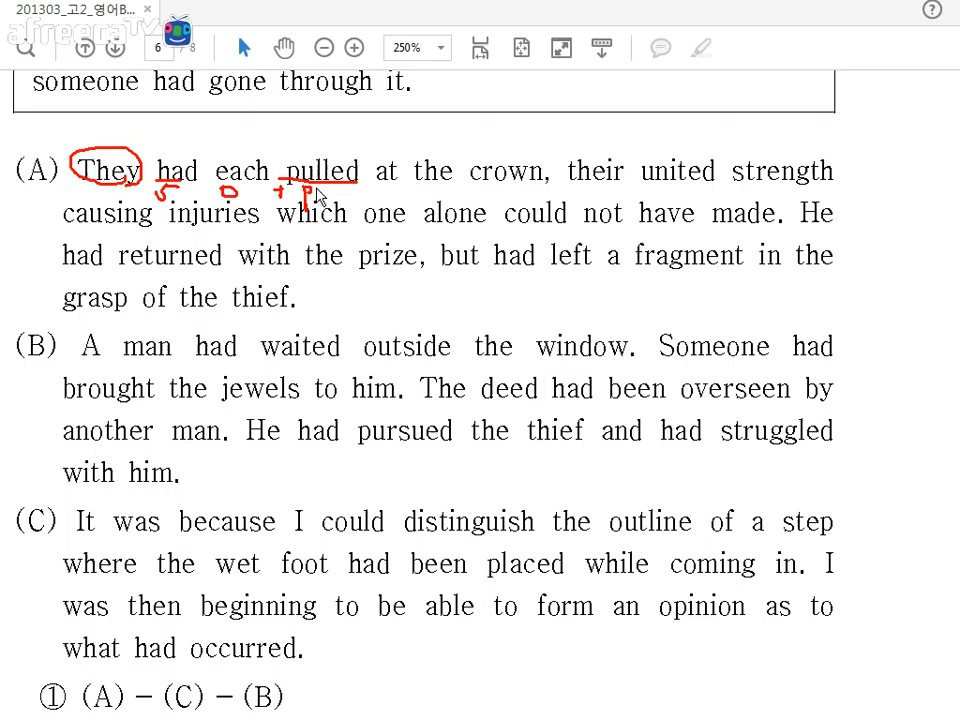 201303_고2_영어B...
afreecaTV
6 / 8
250%
someone had gone through it.
(A) They had each pulled at the crown, their united strength
5 0 + p
causing injuries which one alone could not have made. He
had returned with the prize, but had left a fragment in the
grasp of the thief.
(B) A man had waited outside the window. Someone had
brought the jewels to him. The deed had been overseen by
another man. He had pursued the thief and had struggled
with him.
(C) It was because I could distinguish the outline of a step
where the wet foot had been placed while coming in. I
was then beginning to be able to form an opinion as to
what had occurred.
① (A) - (C) - (B)